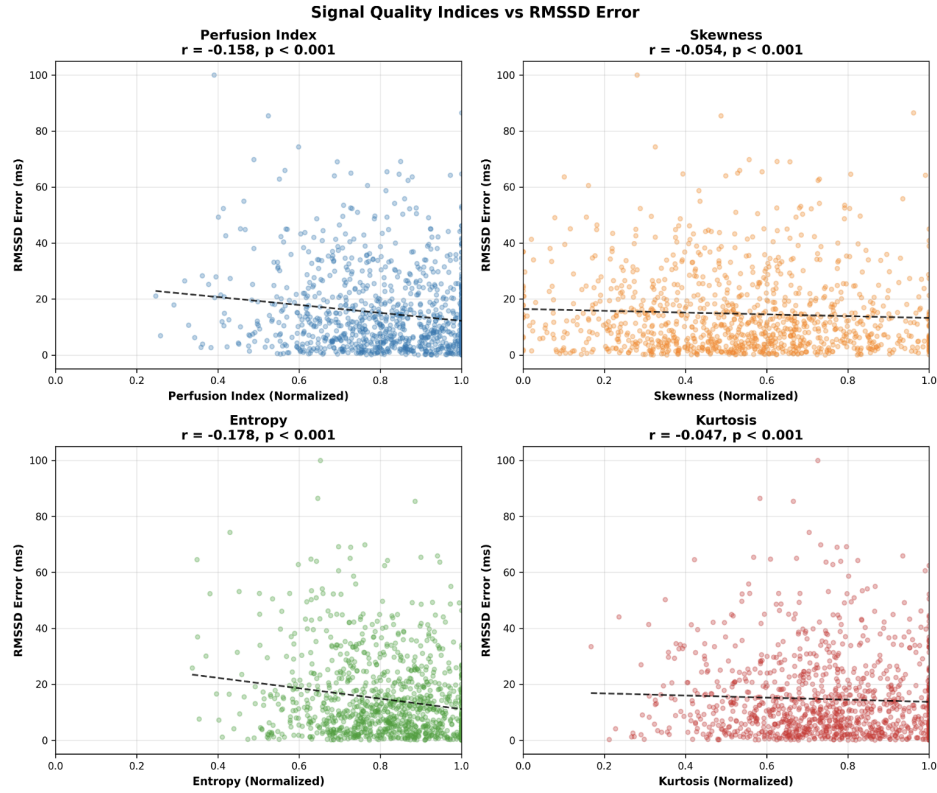 Signal Quality Indices vs RMSSD Error
Perfusion Index
r = -0.158, p < 0.001
RMSSD Error (ms)
100
80
60
40
20
0
0.0 0.2 0.4 0.6 0.8 1.0
Perfusion Index (Normalized)
Skewness
r = -0.054, p < 0.001
RMSSD Error (ms)
100
80
60
40
20
0
0.0 0.2 0.4 0.6 0.8 1.0
Skewness (Normalized)
Entropy
r = -0.178, p < 0.001
RMSSD Error (ms)
100
80
60
40
20
0
0.0 0.2 0.4 0.6 0.8 1.0
Entropy (Normalized)
Kurtosis
r = -0.047, p < 0.001
RMSSD Error (ms)
100
80
60
40
20
0
0.0 0.2 0.4 0.6 0.8 1.0
Kurtosis (Normalized)